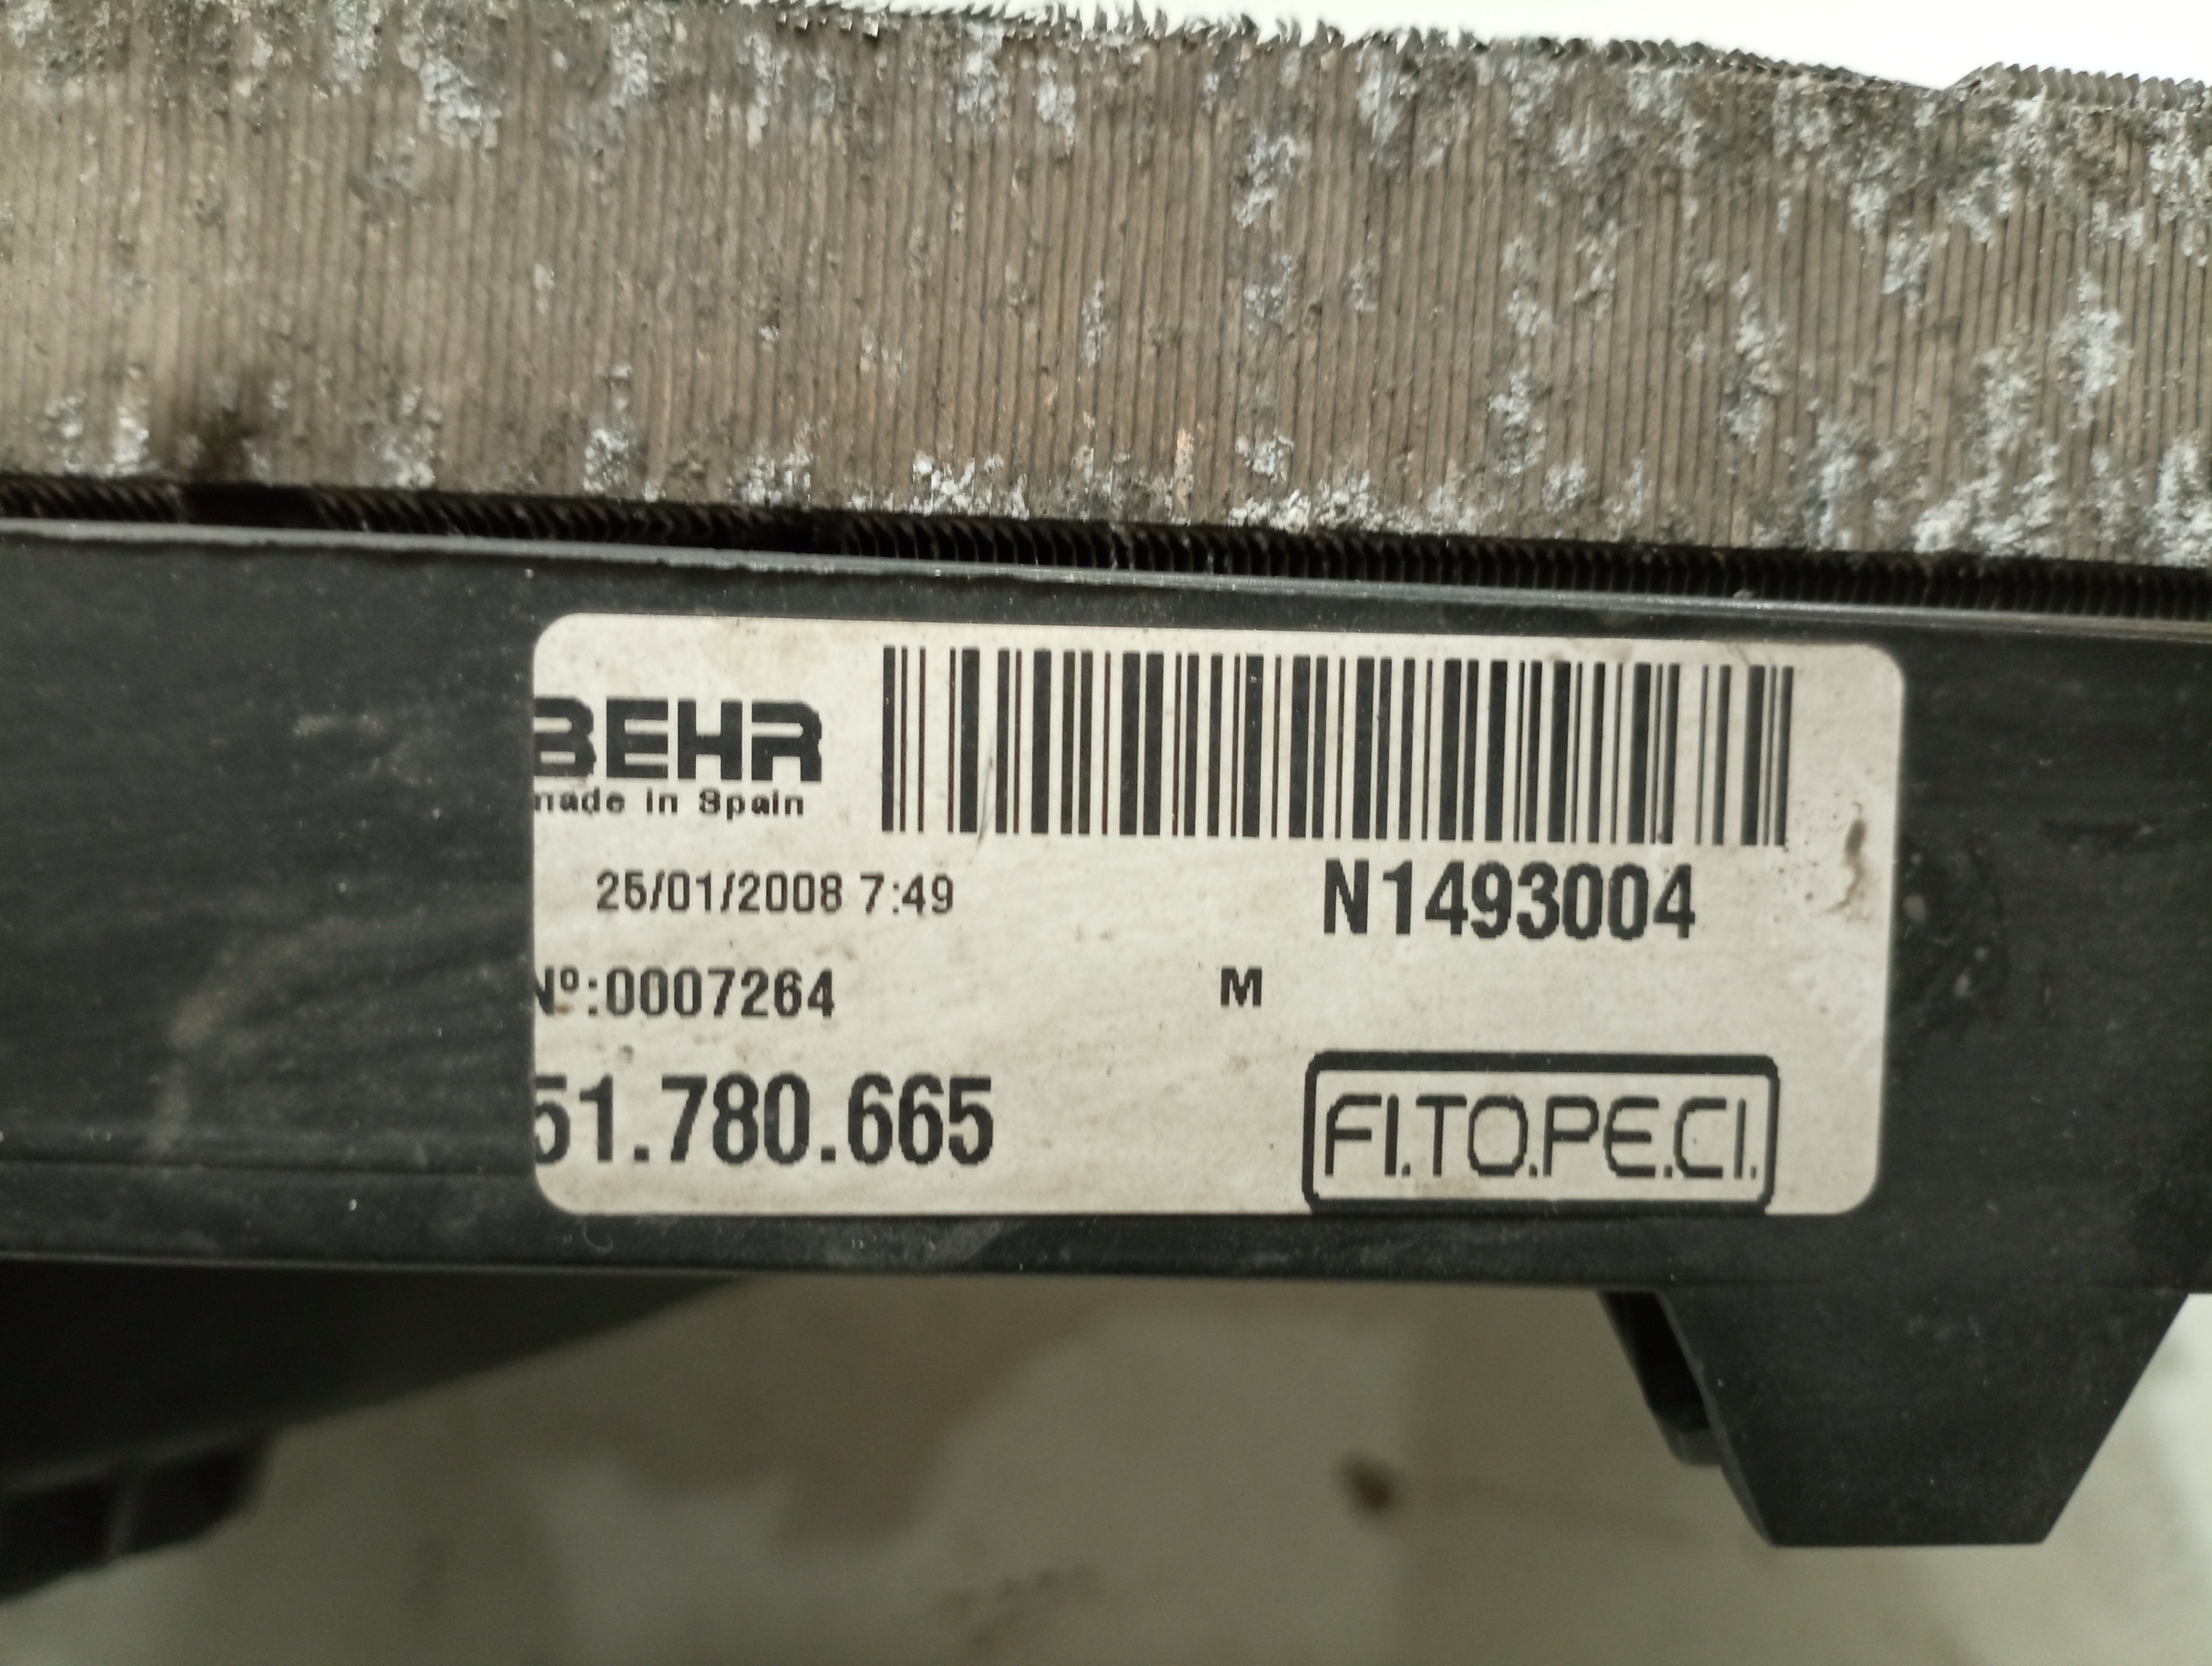 BEHR
made in Spain
25/01/2008 7:49
N1493004
Nº:0007264
M
51.780.665
FI.TO.PE.CI.